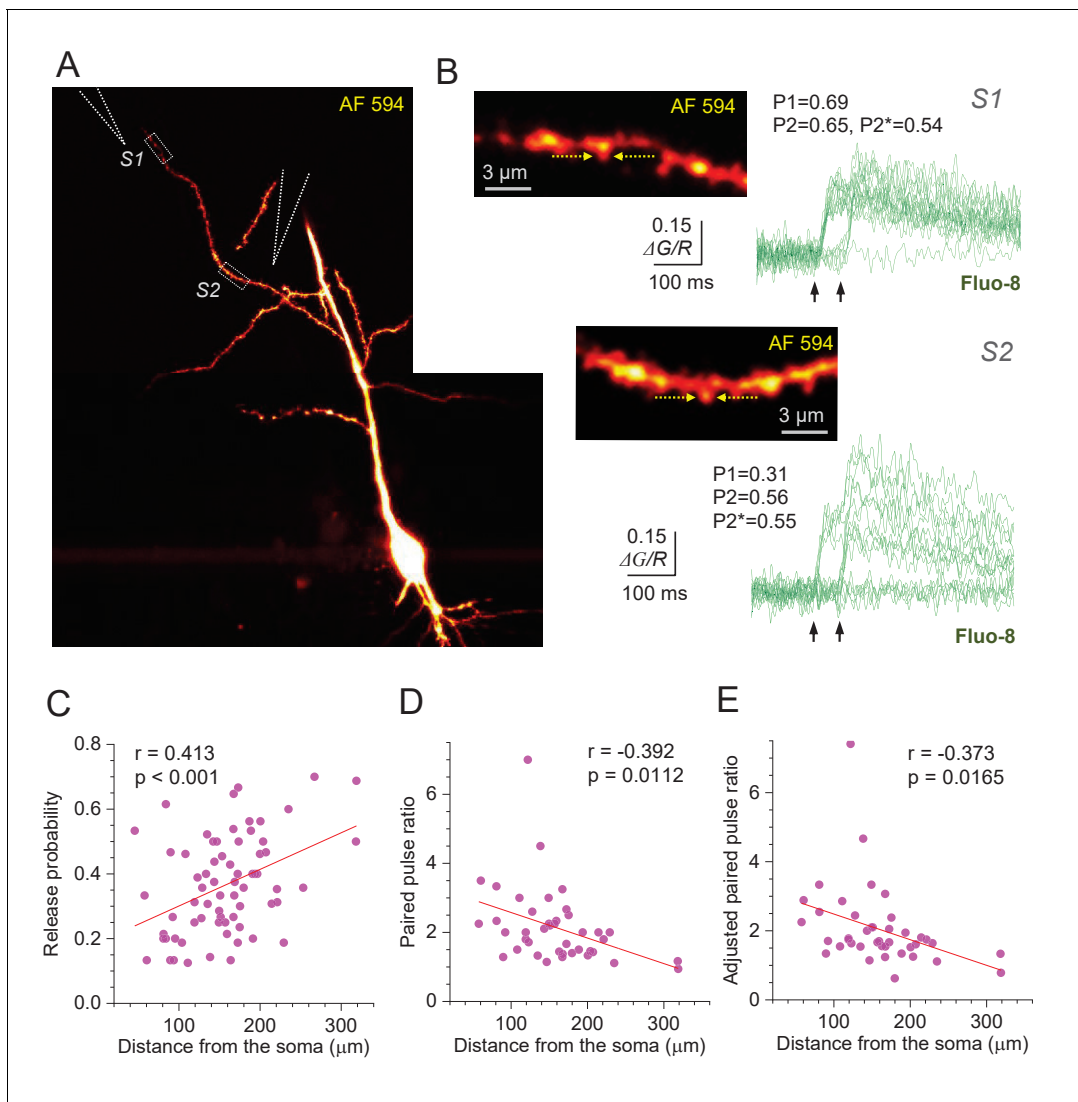 A
AF 594
S1
S2
B
AF 594
3 μm
S1
P1=0.69
P2=0.65, P2*=0.54
0.15
ΔG/R
100 ms
Fluo-8
S2
AF 594
3 μm
P1=0.31
P2=0.56
P2*=0.55
0.15
ΔG/R
100 ms
Fluo-8
C
r = 0.413
p < 0.001
Release probability
0.8
0.6
0.4
0.2
0.0
100 200 300
Distance from the soma (μm)
D
r = -0.392
p = 0.0112
Paired pulse ratio
6
4
2
0
100 200 300
Distance from the soma (μm)
E
r = -0.373
p = 0.0165
Adjusted paired pulse ratio
6
4
2
0
100 200 300
Distance from the soma (μm)